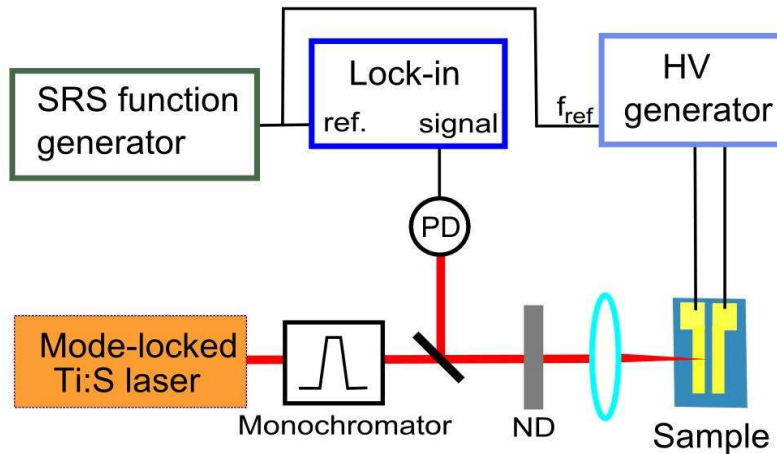 SRS function
generator
Lock-in
ref. signal
f_ref
HV
generator
PD
Mode-locked
Ti:S laser
Monochromator
ND
Sample